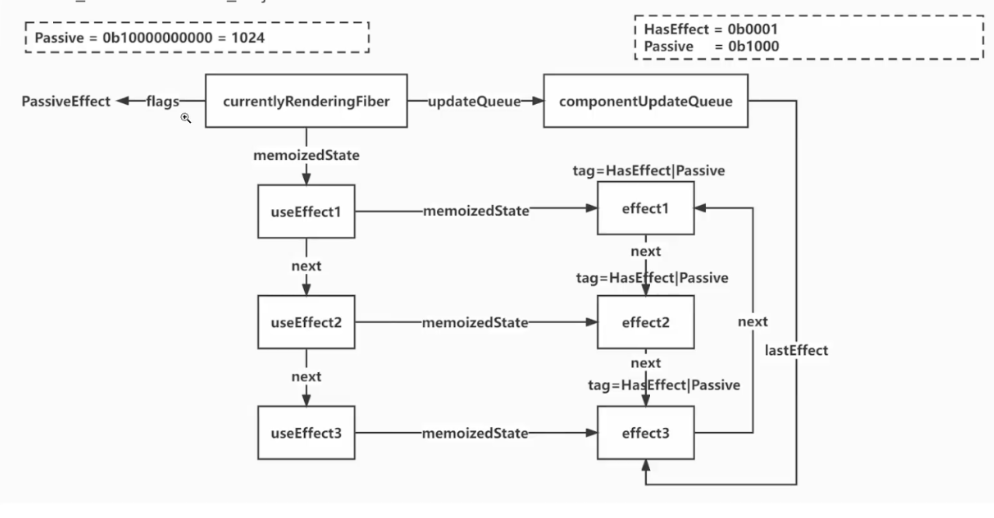 Passive = 0b10000000000 = 1024
HasEffect = 0b0001
Passive = 0b1000
PassiveEffect
flags
currentlyRenderingFiber
updateQueue
componentUpdateQueue
memoizedState
tag=HasEffect|Passive
useEffect1
memoizedState
effect1
next
next
tag=HasEffect|Passive
useEffect2
memoizedState
effect2
next
lastEffect
next
next
tag=HasEffect|Passive
useEffect3
memoizedState
effect3